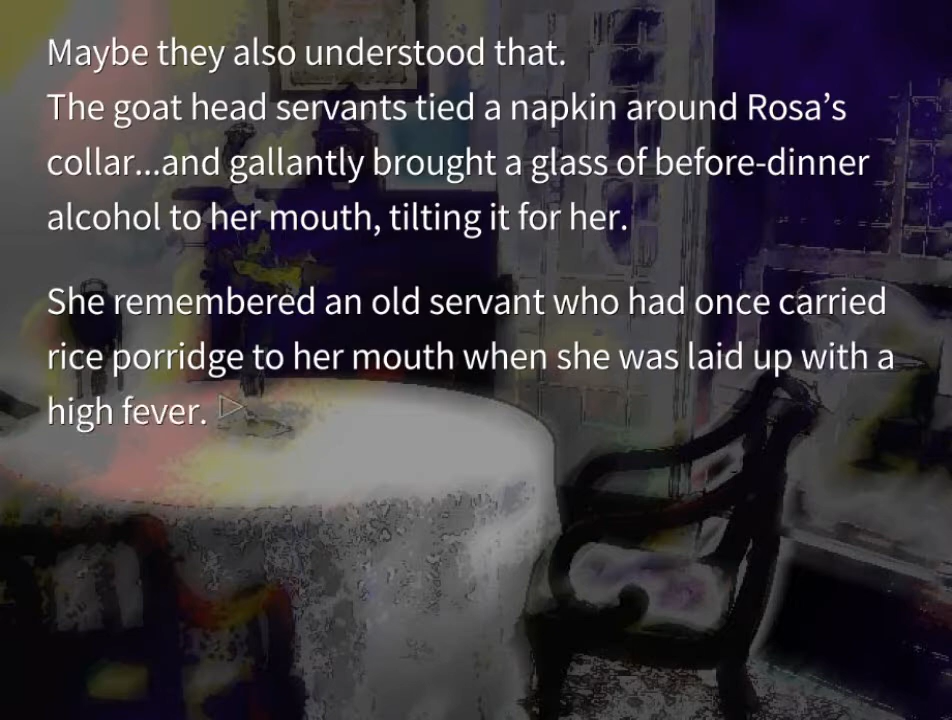 Maybe they also understood that.
The goat head servants tied a napkin around Rosa’s
collar...and gallantly brought a glass of before-dinner
alcohol to her mouth, tilting it for her.
She remembered an old servant who had once carried
rice porridge to her mouth when she was laid up with a
high fever.